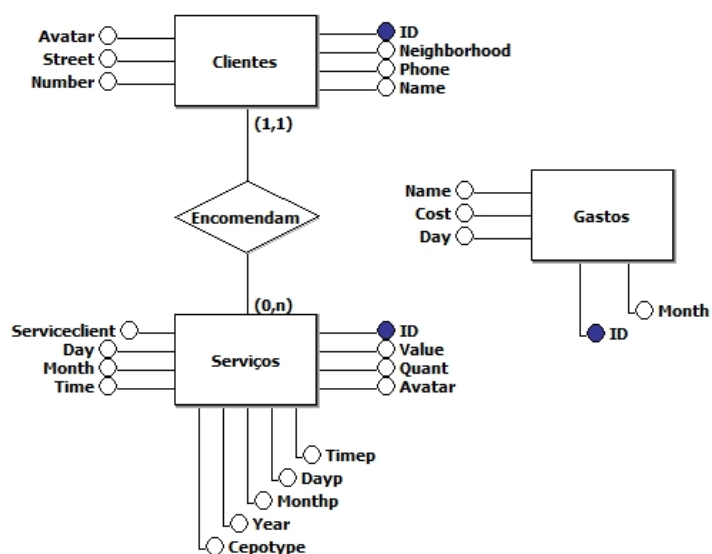 Avatar
Street
Number
Clientes
ID
Neighborhood
Phone
Name
(1,1)
Encomendam
(0,n)
Serviceclient
Day
Month
Time
Serviços
ID
Value
Quant
Avatar
Timep
Dayp
Monthp
Year
Cepotype
Name
Cost
Day
Gastos
Month
ID